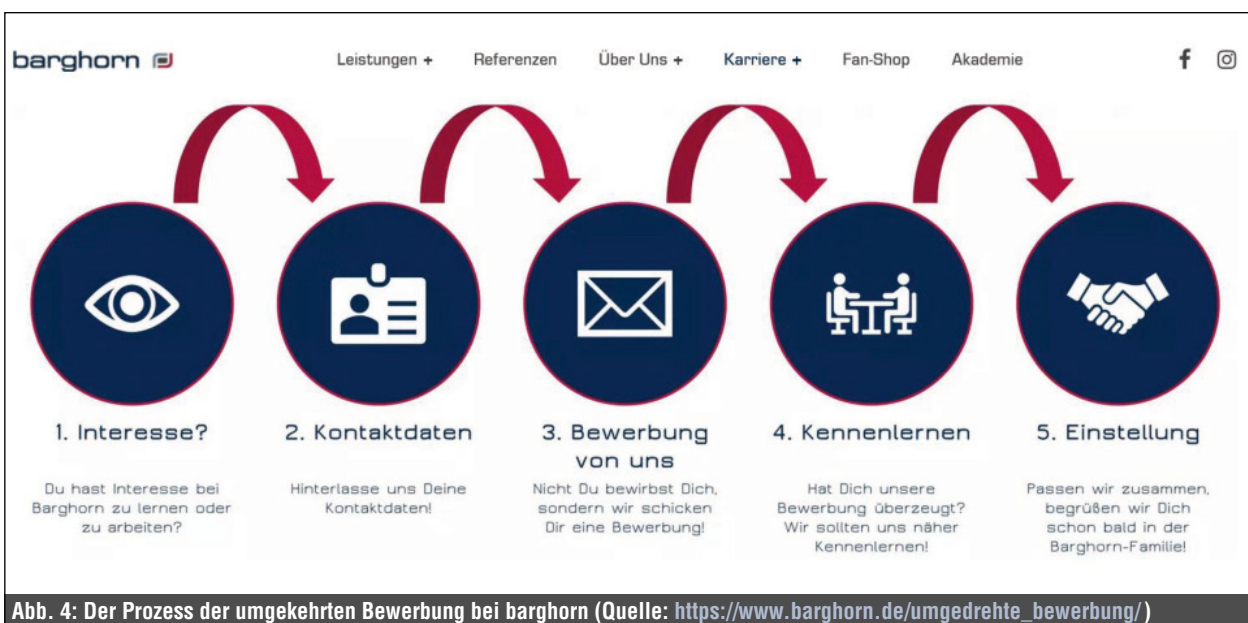 barghorn
Leistungen + Referenzen Über Uns + Karriere + Fan-Shop Akademie
1. Interesse?
Du hast Interesse bei
Barghorn zu lernen oder
zu arbeiten?
2. Kontaktdaten
Hinterlasse uns Deine
Kontaktdaten!
3. Bewerbung
von uns
Nicht Du bewirbst Dich,
sondern wir schicken
Dir eine Bewerbung!
4. Kennenlernen
Hat Dich unsere
Bewerbung überzeugt?
Wir sollten uns näher
Kennenlernen!
5. Einstellung
Passen wir zusammen,
begrüßen wir Dich
schon bald in der
Barghorn-Familie!
Abb. 4: Der Prozess der umgekehrten Bewerbung bei barghorn (Quelle: https://www.barghorn.de/umgedrehte_bewerbung/)